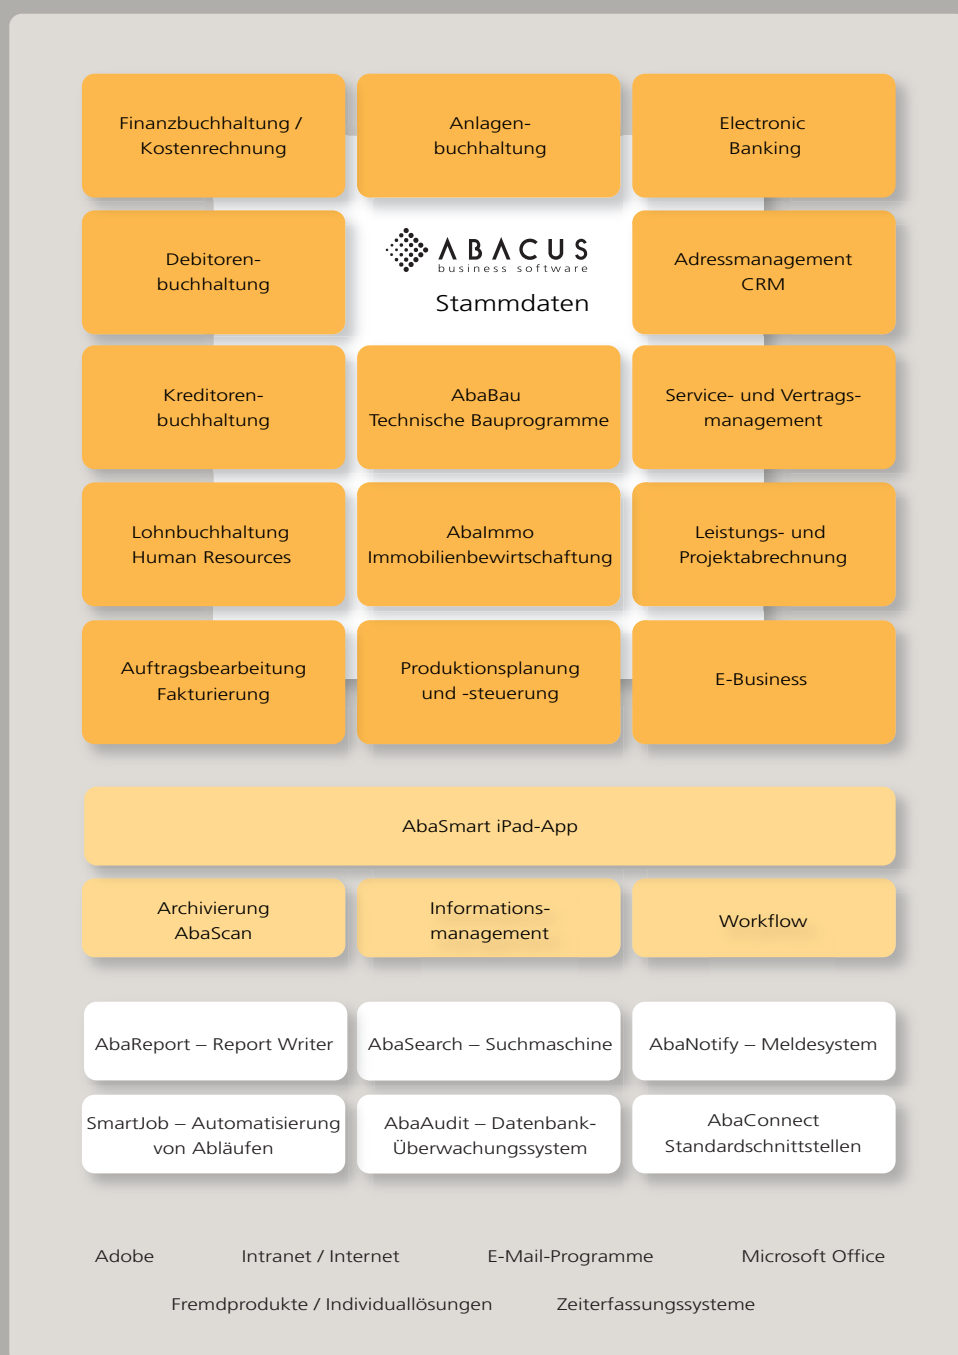 Finanzbuchhaltung /
Kostenrechnung
Anlagen-
buchhaltung
Electronic
Banking
Debitoren-
buchhaltung
ABACUS
business software
Stammdaten
Adressmanagement
CRM
Kreditoren-
buchhaltung
AbaBau
Technische Bauprogramme
Service- und Vertrags-
management
Lohnbuchhaltung
Human Resources
AbaImmo
Immobilienbewirtschaftung
Leistungs- und
Projektabrechnung
Auftragsbearbeitung
Fakturierung
Produktionsplanung
und -steuerung
E-Business
AbaSmart iPad-App
Archivierung
AbaScan
Informations-
management
Workflow
AbaReport – Report Writer
AbaSearch – Suchmaschine
AbaNotify – Meldesystem
SmartJob – Automatisierung
von Abläufen
AbaAudit – Datenbank-
Überwachungssystem
AbaConnect
Standardschnittstellen
Adobe
Intranet / Internet
E-Mail-Programme
Microsoft Office
Fremdprodukte / Individuallösungen
Zeiterfassungssysteme